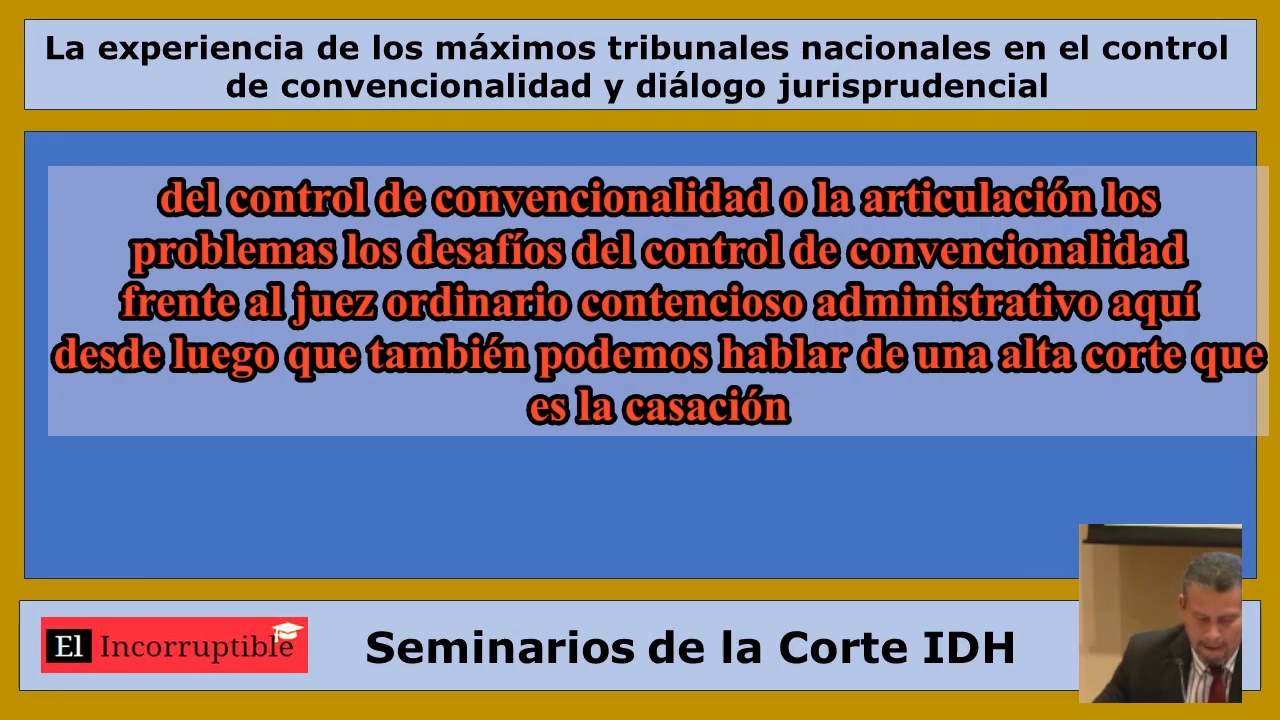 La experiencia de los máximos tribunales nacionales en el control
de convencionalidad y diálogo jurisprudencial
del control de convencionalidad o la articulación los
problemas los desafíos del control de convencionalidad
frente al juez ordinario contencioso administrativo aquí
desde luego que también podemos hablar de una alta corte que
es la casación
El Incorruptible
Seminarios de la Corte IDH